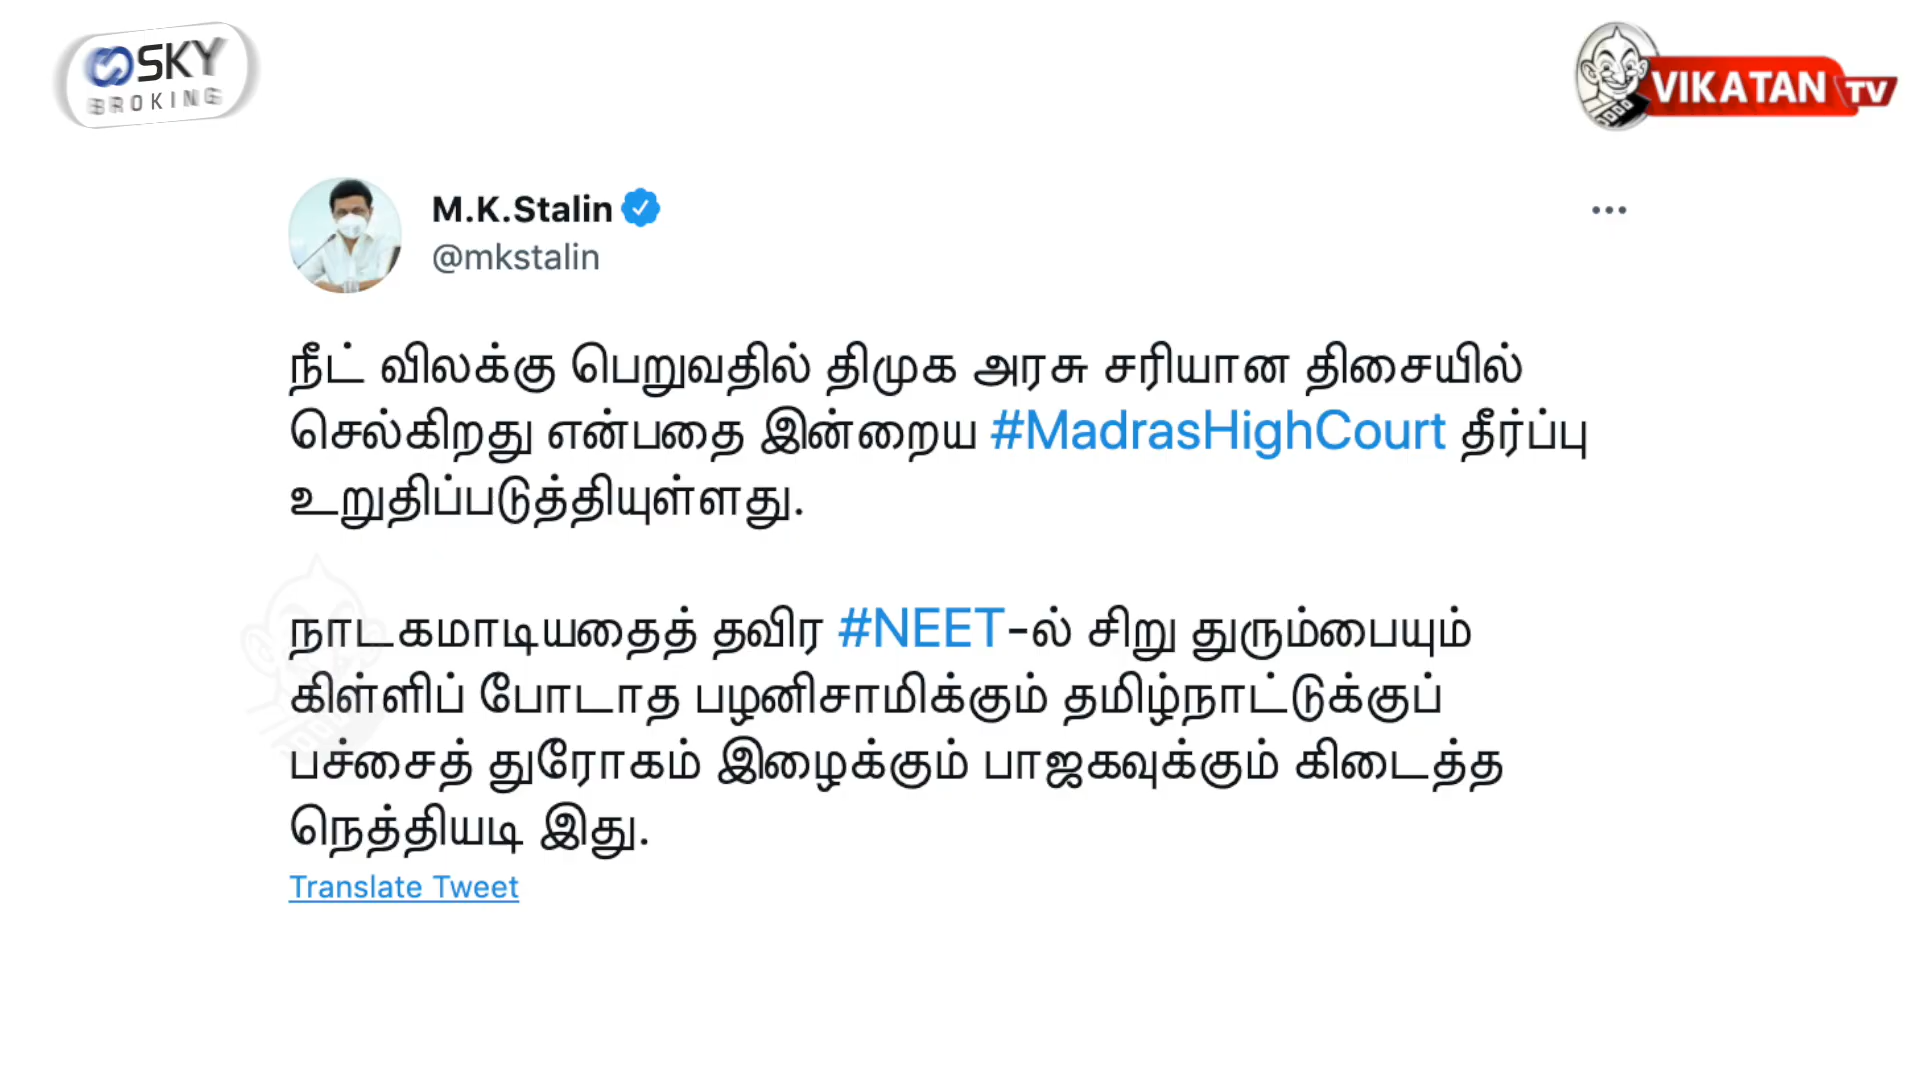 SKY
BROKING
VIKATAN TV
M.K.Stalin
@mkstalin
நீட் விலக்கு பெறுவதில் திமுக அரசு சரியான திசையில்
செல்கிறது என்பதை இன்றைய #MadrasHighCourt தீர்ப்பு
உறுதிப்படுத்தியுள்ளது.
நாடகமாடியதைத் தவிர #NEET-ல் சிறு துரும்பையும்
கிள்ளிப் போடாத பழனிசாமிக்கும் தமிழ்நாட்டுக்குப்
பச்சைத் துரோகம் இழைக்கும் பாஜகவுக்கும் கிடைத்த
நெத்தியடி இது.
Translate Tweet